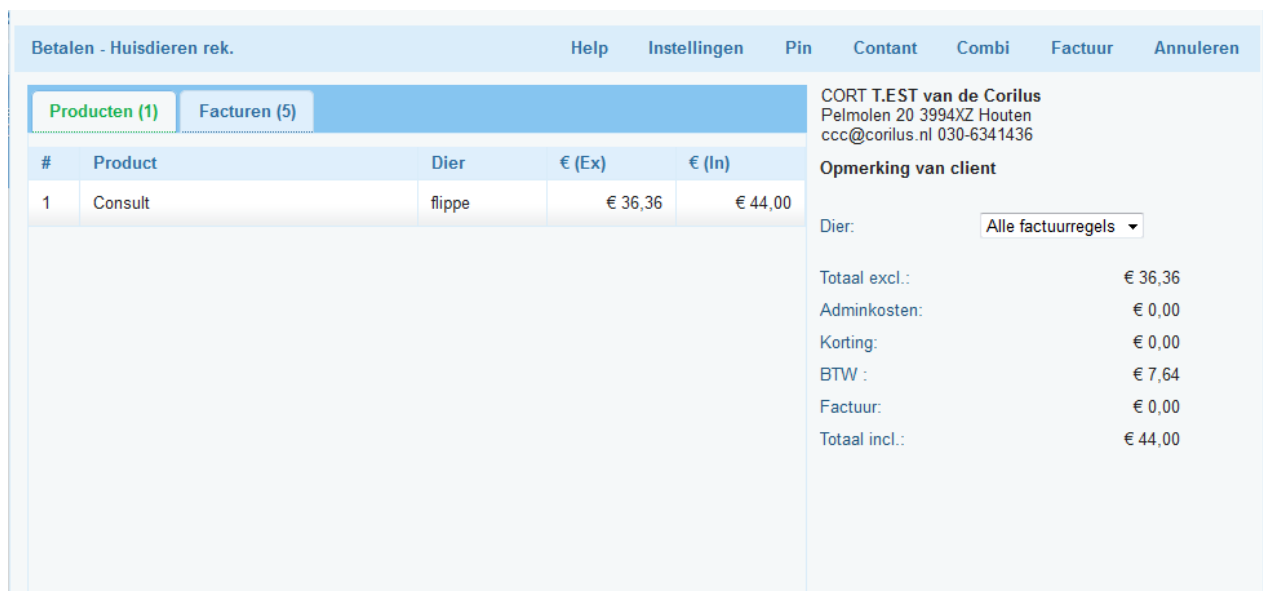 Betalen - Huisdieren rek. Help Instellingen Pin Contant Combi Factuur Annuleren
Producten (1) Facturen (5)
# Product Dier € (Ex) € (In)
1 Consult flippe € 36,36 € 44,00
CORT T.EST van de Corilus
Pelmolen 20 3994XZ Houten
ccc@corilus.nl 030-6341436
Opmerking van client
Dier: Alle factuurregels
Totaal excl.: € 36,36
Adminkosten: € 0,00
Korting: € 0,00
BTW : € 7,64
Factuur: € 0,00
Totaal incl.: € 44,00